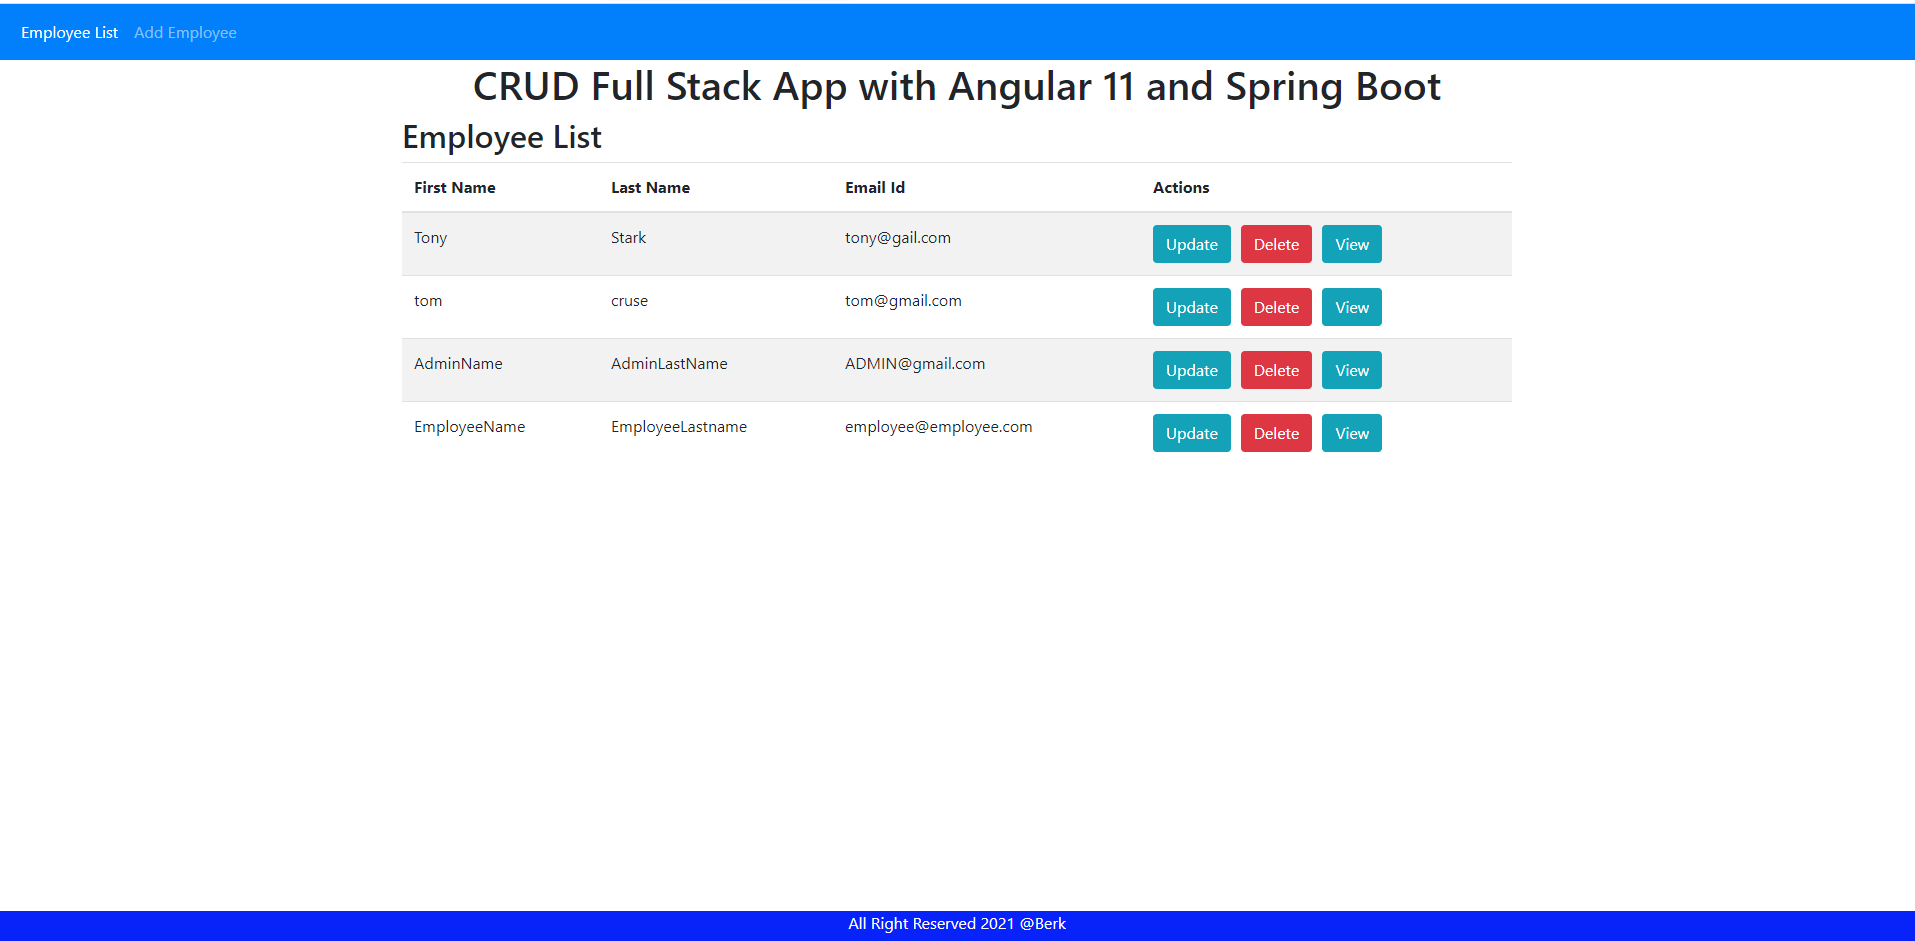 Employee List Add Employee
CRUD Full Stack App with Angular 11 and Spring Boot
Employee List
First Name Last Name Email Id Actions
Tony Stark tony@gail.com Update Delete View
tom cruse tom@gmail.com Update Delete View
AdminName AdminLastName ADMIN@gmail.com Update Delete View
EmployeeName EmployeeLastname employee@employee.com Update Delete View
All Right Reserved 2021 @Berk